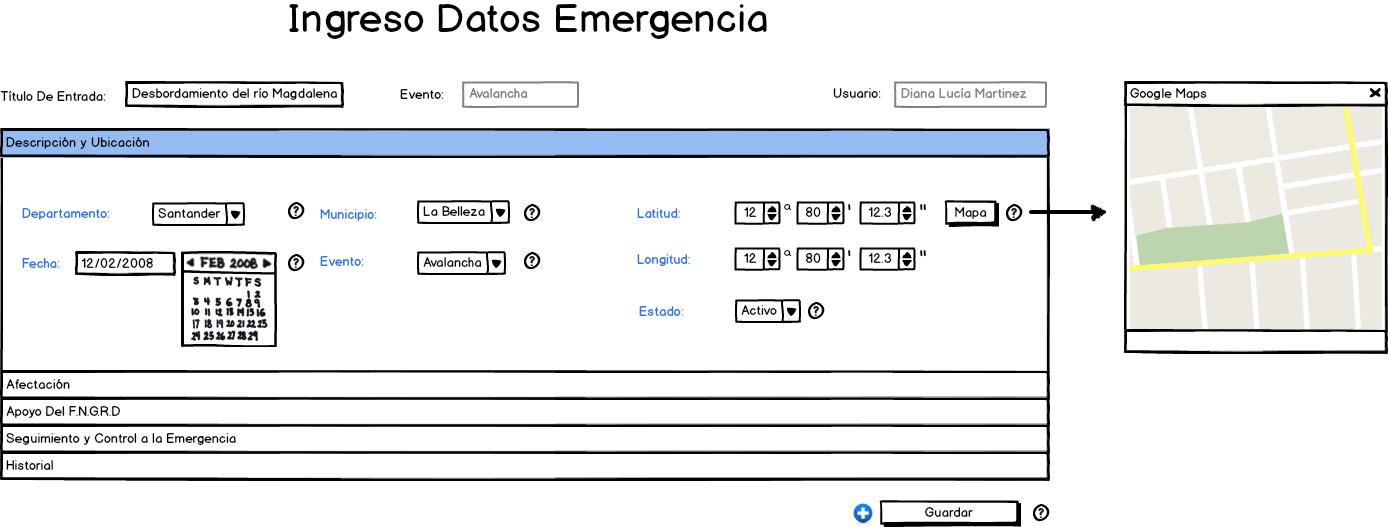 Ingreso Datos Emergencia
Título De Entrada: Desbordamiento del río Magdalena Evento: Avalancha Usuario: Diana Lucía Martinez
Google Maps
Descripción y Ubicación
Departamento: Santander ? Municipio: La Belleza ? Latitud: 12 º 80 ' 12.3 " Mapa ?
Fecha: 12/02/2008 ? Evento: Avalancha ? Longitud: 12 º 80 ' 12.3 "
FEB 2008
S M T W T F S
1 2
3 4 5 6 7 8 9
10 11 12 13 14 15 16
17 18 19 20 21 22 23
24 25 26 27 28 29
Estado: Activo ?
Afectación
Apoyo Del F.N.G.R.D
Seguimiento y Control a la Emergencia
Historial
Guardar ?